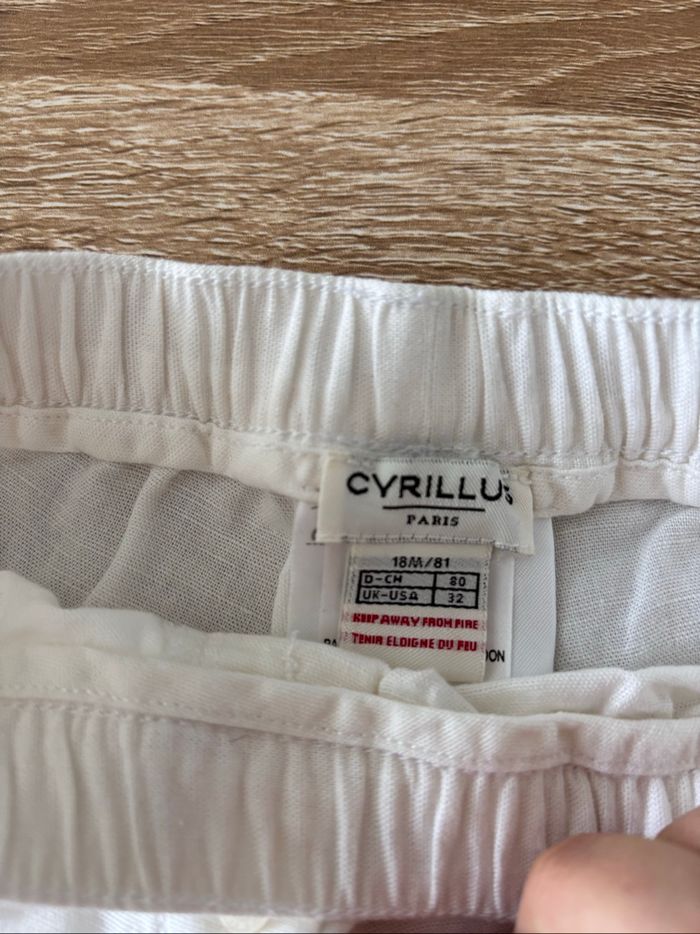 CYRILLUS
PARIS
18M/81
D-CH 80
UK-USA 32
KEEP AWAY FROM FIRE
TENIR ELOIGNE DU FEU